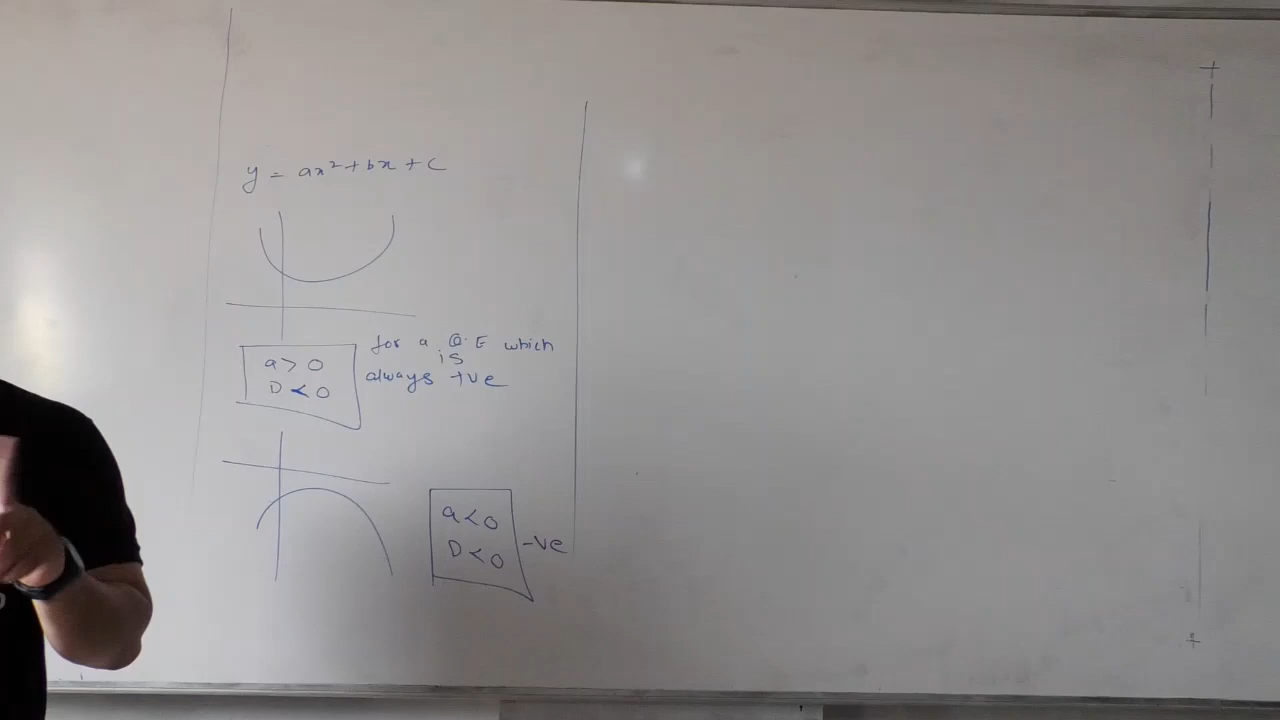 y = ax²+bx+c
a > 0
D < 0
for a Q.E which
is
always +ve
a < 0
D < 0
-ve